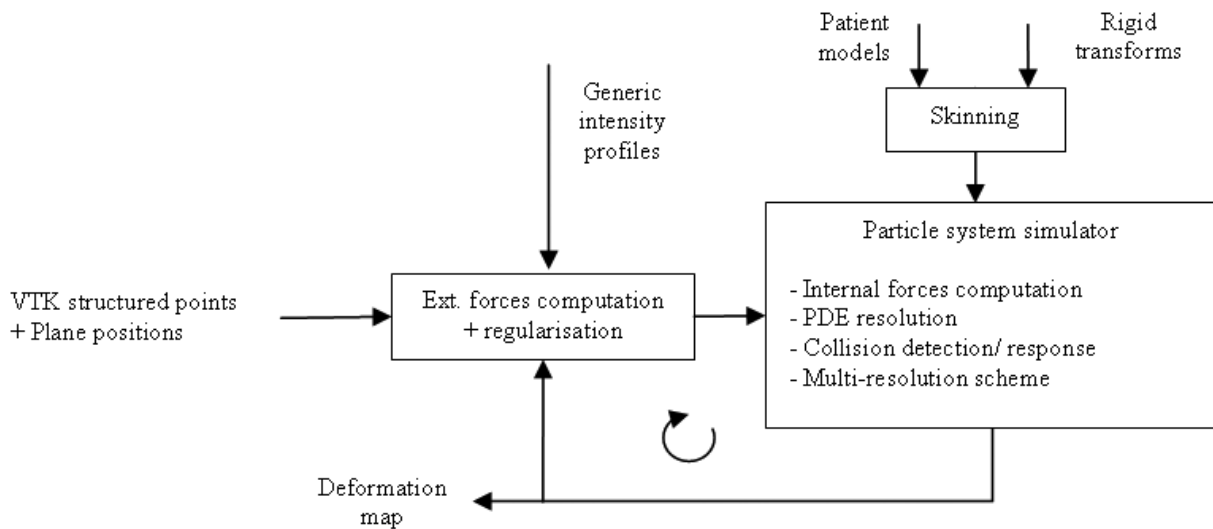 Patient
models
Rigid
transforms
Generic
intensity
profiles
Skinning
Particle system simulator
- Internal forces computation
- PDE resolution
- Collision detection/ response
- Multi-resolution scheme
VTK structured points
+ Plane positions
Ext. forces computation
+ regularisation
Deformation
map